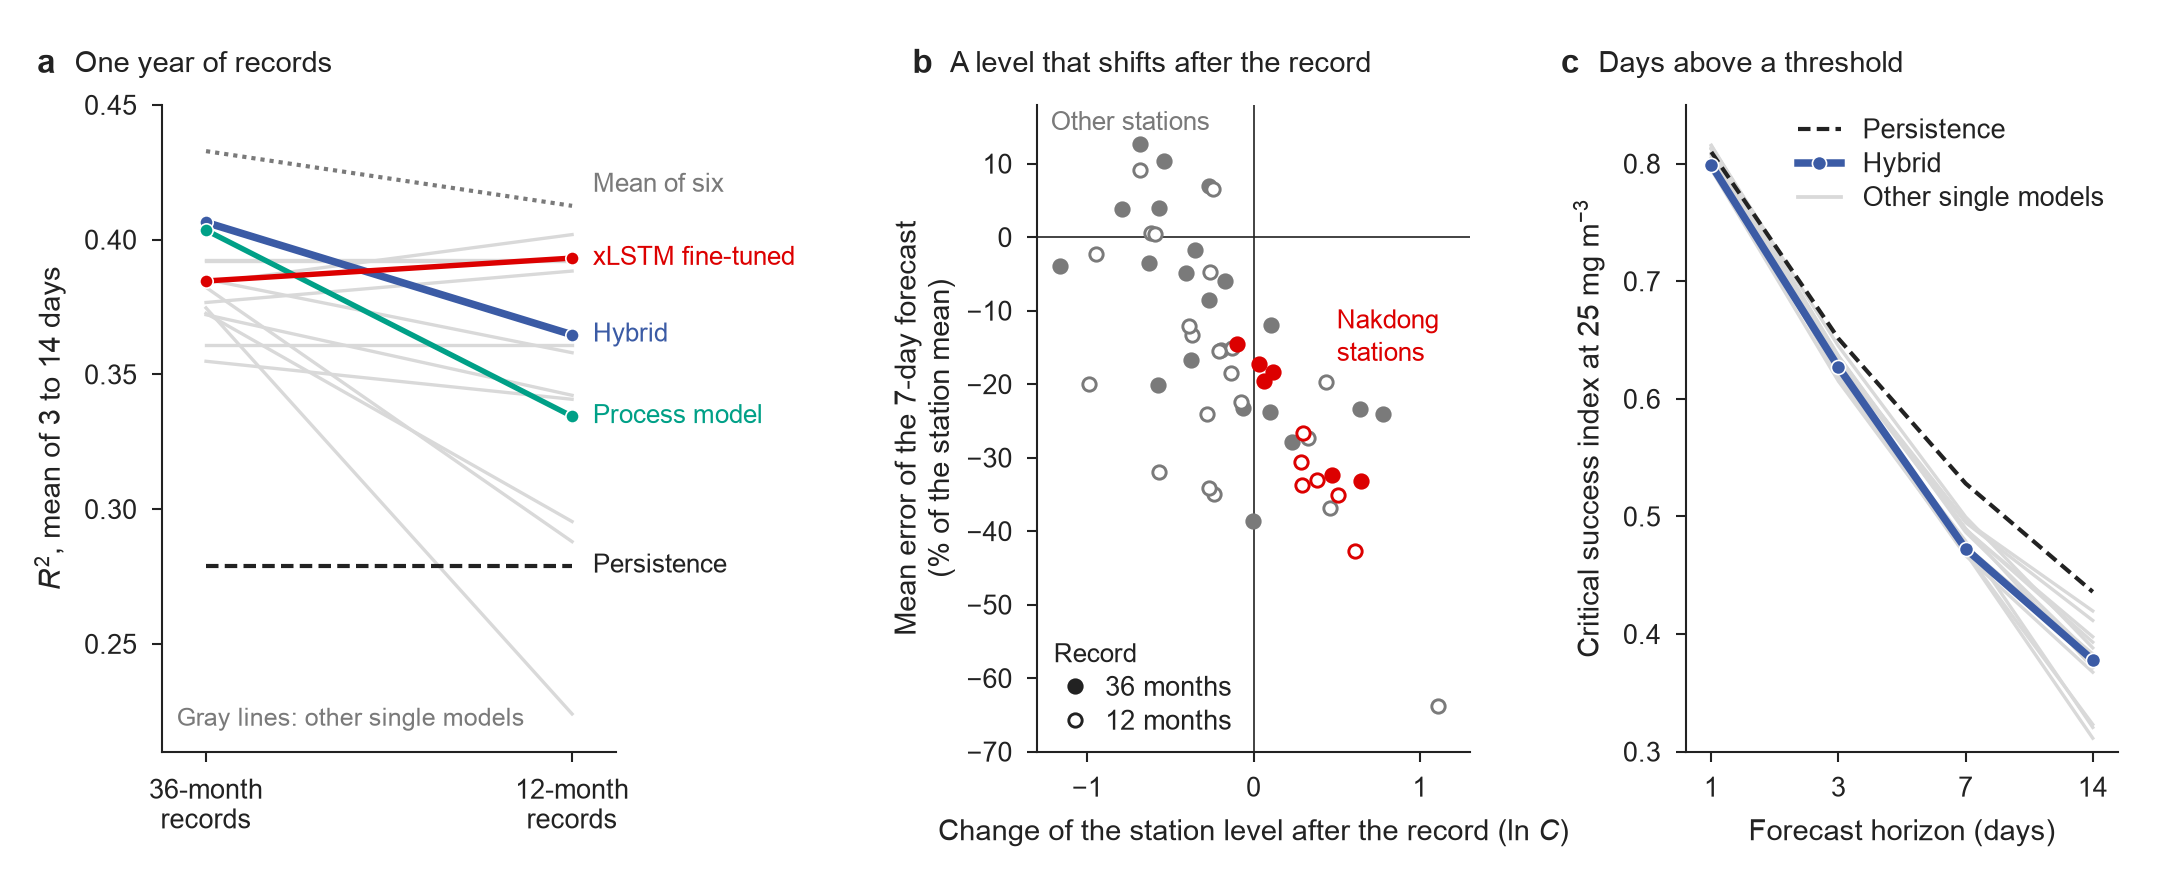 a One year of records
0.45
0.40
0.35
0.30
0.25
R², mean of 3 to 14 days
Mean of six
xLSTM fine-tuned
Hybrid
Process model
Persistence
Gray lines: other single models
36-month
records
12-month
records
b A level that shifts after the record
Other stations
10
0
−10
−20
−30
−40
−50
−60
−70
Mean error of the 7-day forecast
(% of the station mean)
Nakdong
stations
Record
36 months
12 months
−1
0
1
Change of the station level after the record (ln C)
c Days above a threshold
Persistence
Hybrid
Other single models
0.8
0.7
0.6
0.5
0.4
0.3
Critical success index at 25 mg m⁻³
1
3
7
14
Forecast horizon (days)